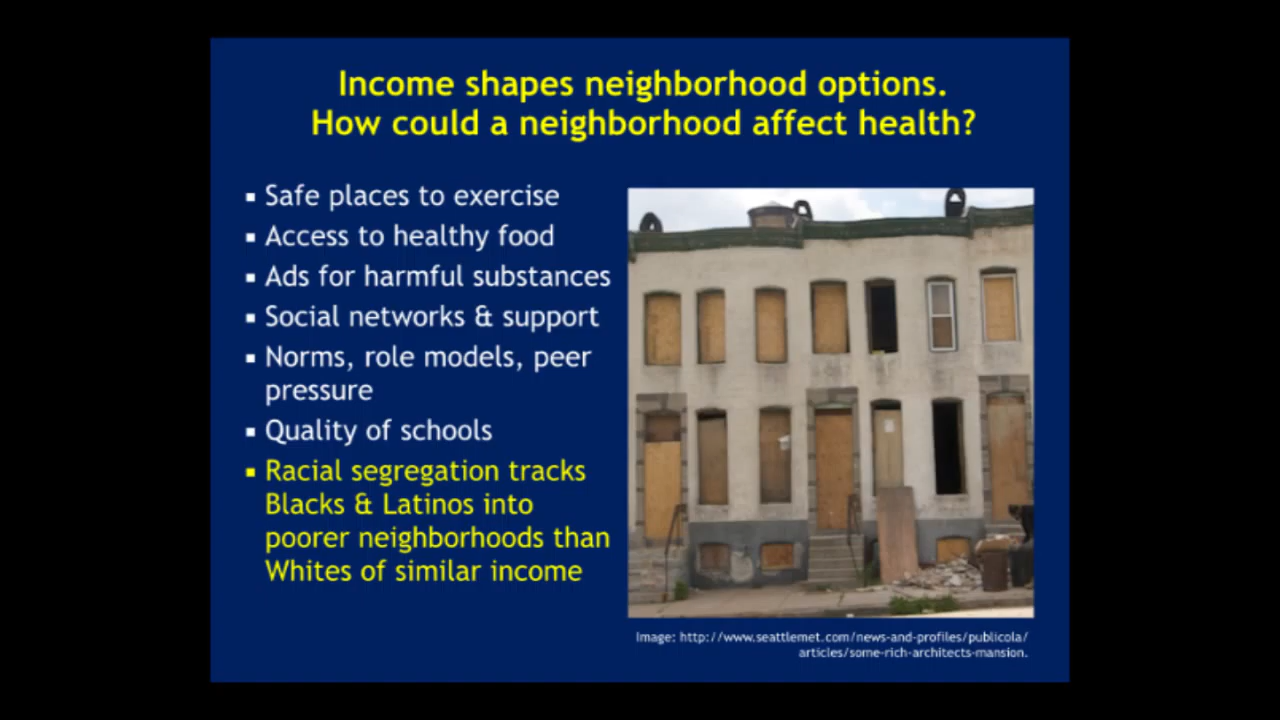 Income shapes neighborhood options.
How could a neighborhood affect health?
▪ Safe places to exercise
▪ Access to healthy food
▪ Ads for harmful substances
▪ Social networks & support
▪ Norms, role models, peer
pressure
▪ Quality of schools
▪ Racial segregation tracks
Blacks & Latinos into
poorer neighborhoods than
Whites of similar income
Image: http://www.seattlemet.com/news-and-profiles/publicola/
articles/some-rich-architects-mansion.